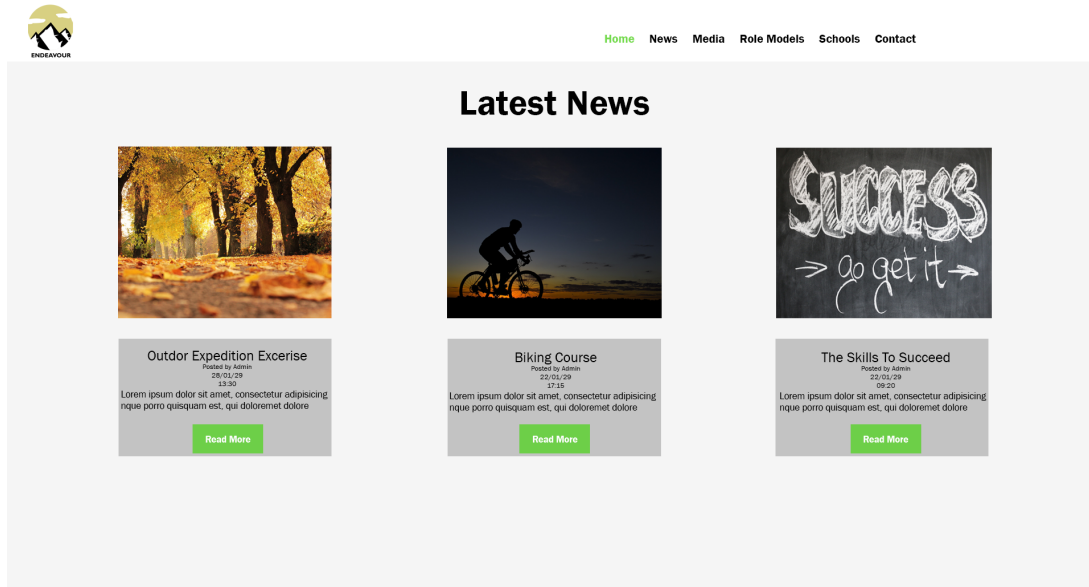 ENDEAVOUR
Home News Media Role Models Schools Contact
Latest News
SUCCESS
go get it
Outdor Expedition Excerise
Posted by Admin
28/01/29
13:30
Lorem ipsum dolor sit amet, consectetur adipisicing
nque porro quisquam est, qui doloremet dolore
Read More
Biking Course
Posted by Admin
22/01/29
17:15
Lorem ipsum dolor sit amet, consectetur adipisicing
nque porro quisquam est, qui doloremet dolore
Read More
The Skills To Succeed
Posted by Admin
22/01/29
09:20
Lorem ipsum dolor sit amet, consectetur adipisicing
nque porro quisquam est, qui doloremet dolore
Read More